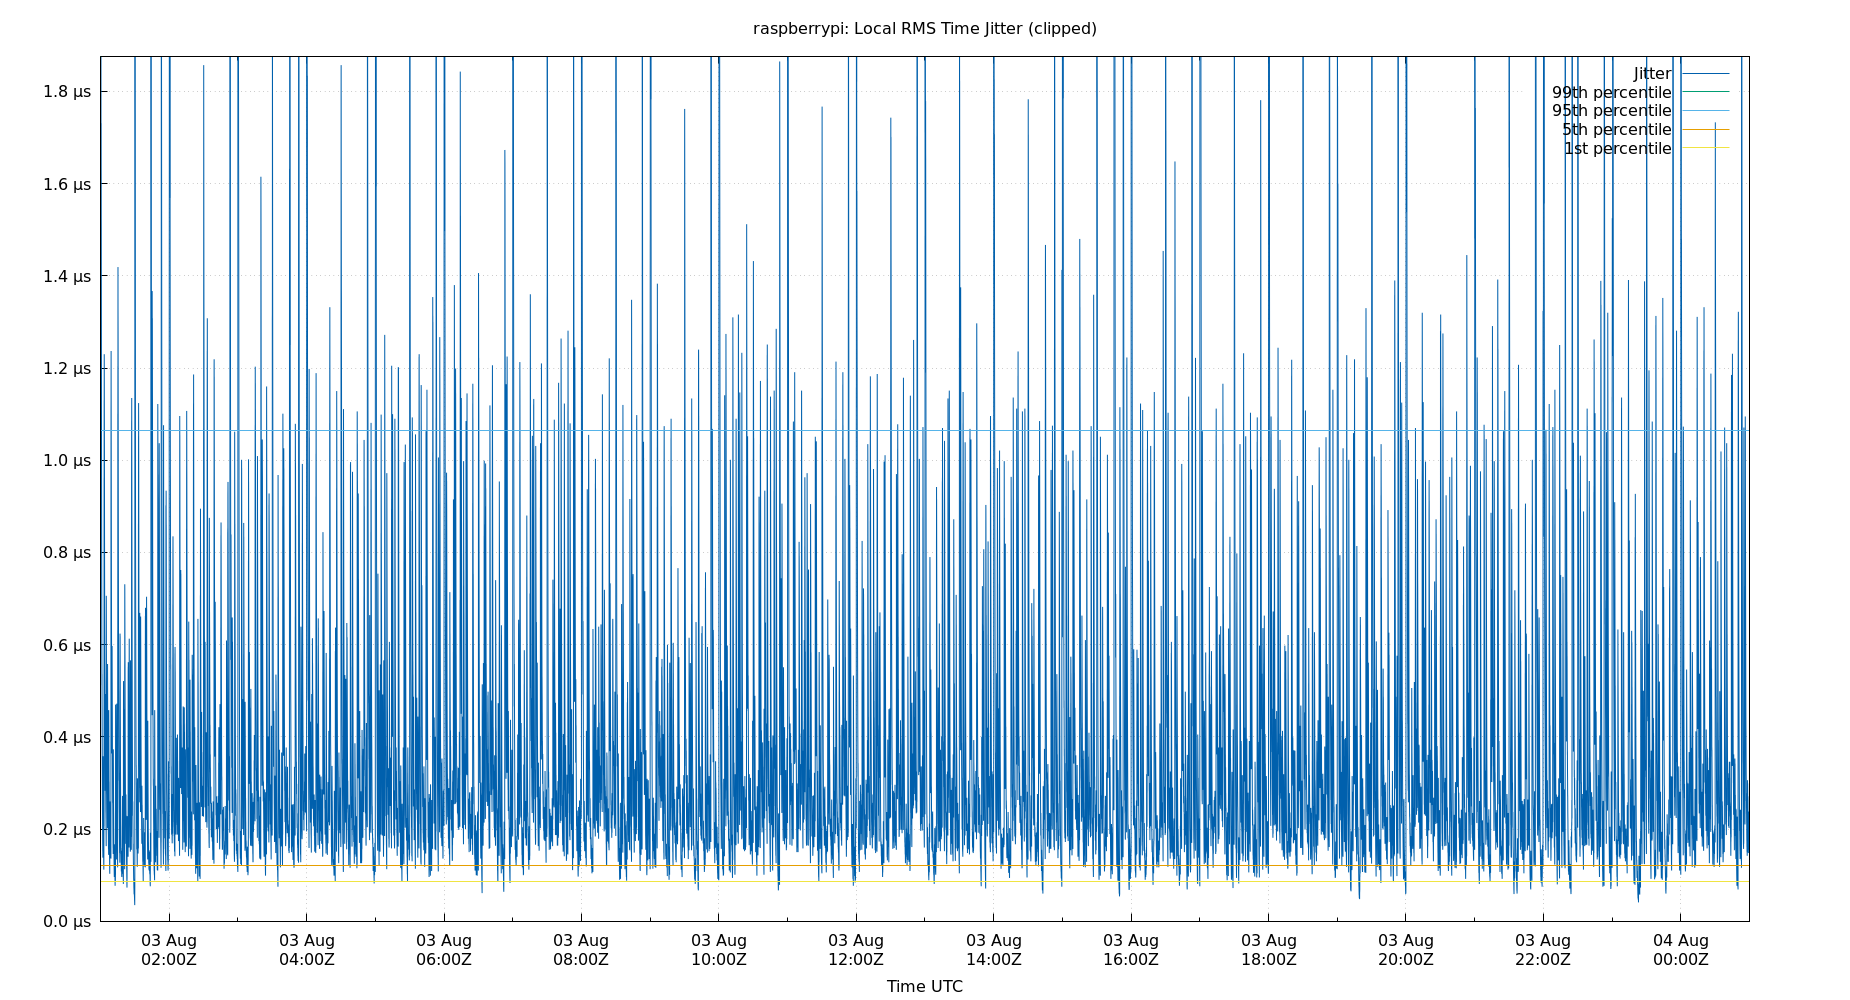 raspberrypi: Local RMS Time Jitter (clipped)
Jitter
99th percentile
95th percentile
5th percentile
1st percentile
1.8 µs
1.6 µs
1.4 µs
1.2 µs
1.0 µs
0.8 µs
0.6 µs
0.4 µs
0.2 µs
0.0 µs
03 Aug 03 Aug 03 Aug 03 Aug 03 Aug 03 Aug 03 Aug 03 Aug 03 Aug 03 Aug 03 Aug 04 Aug
02:00Z 04:00Z 06:00Z 08:00Z 10:00Z 12:00Z 14:00Z 16:00Z 18:00Z 20:00Z 22:00Z 00:00Z
Time UTC